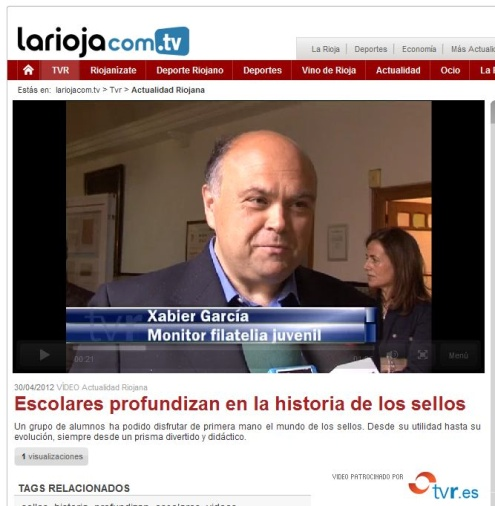 lariojacom.tv
La Rioja | Deportes | Economía | Más Actuali
TVR Riojanízate Deporte Riojano Deportes Vino de Rioja Actualidad Ocio La
Estás en: lariojacom.tv > Tvr > Actualidad Riojana
Xabier García
tvr
Monitor filatelia juvenil
00:21 Menú
30/04/2012 VÍDEO Actualidad Riojana
Escolares profundizan en la historia de los sellos
Un grupo de alumnos ha podido disfrutar de primera mano el mundo de los sellos. Desde su utilidad hasta su
evolución, siempre desde un prisma divertido y didáctico.
1 visualizaciones
VIDEO PATROCINADO POR
tvr.es
TAGS RELACIONADOS
sellos historia profundizan escolares videos